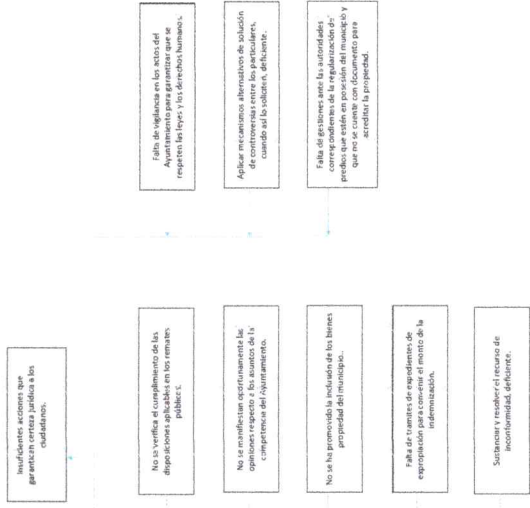 Insuficientes acciones que
garanticen certeza jurídica a los
ciudadanos.
No se verifica el cumplimiento de las
disposiciones aplicables en los remates
públicos.
No se manifiestan oportunamente las
opiniones respecto a los asuntos de la
competencia del Ayuntamiento.
No se ha promovido la inclusión de los bienes
propiedad del municipio.
Falta de tramites de expedientes de
expropiación para convenir el monto de la
indemnización.
Sustanciar y resolver el recurso de
inconformidad, deficiente.
Falta de vigilancia en los actos del
Ayuntamiento para garantizar que se
respeten las leyes y los derechos humanos.
Aplicar mecanismos alternativos de solución
de controversias entre los particulares,
cuando así lo soliciten, deficiente.
Falta de gestiones ante las autoridades
correspondientes de la regularización de
predios que estén en posesión del municipio y
que no se cuente con documento para
acreditar la propiedad.